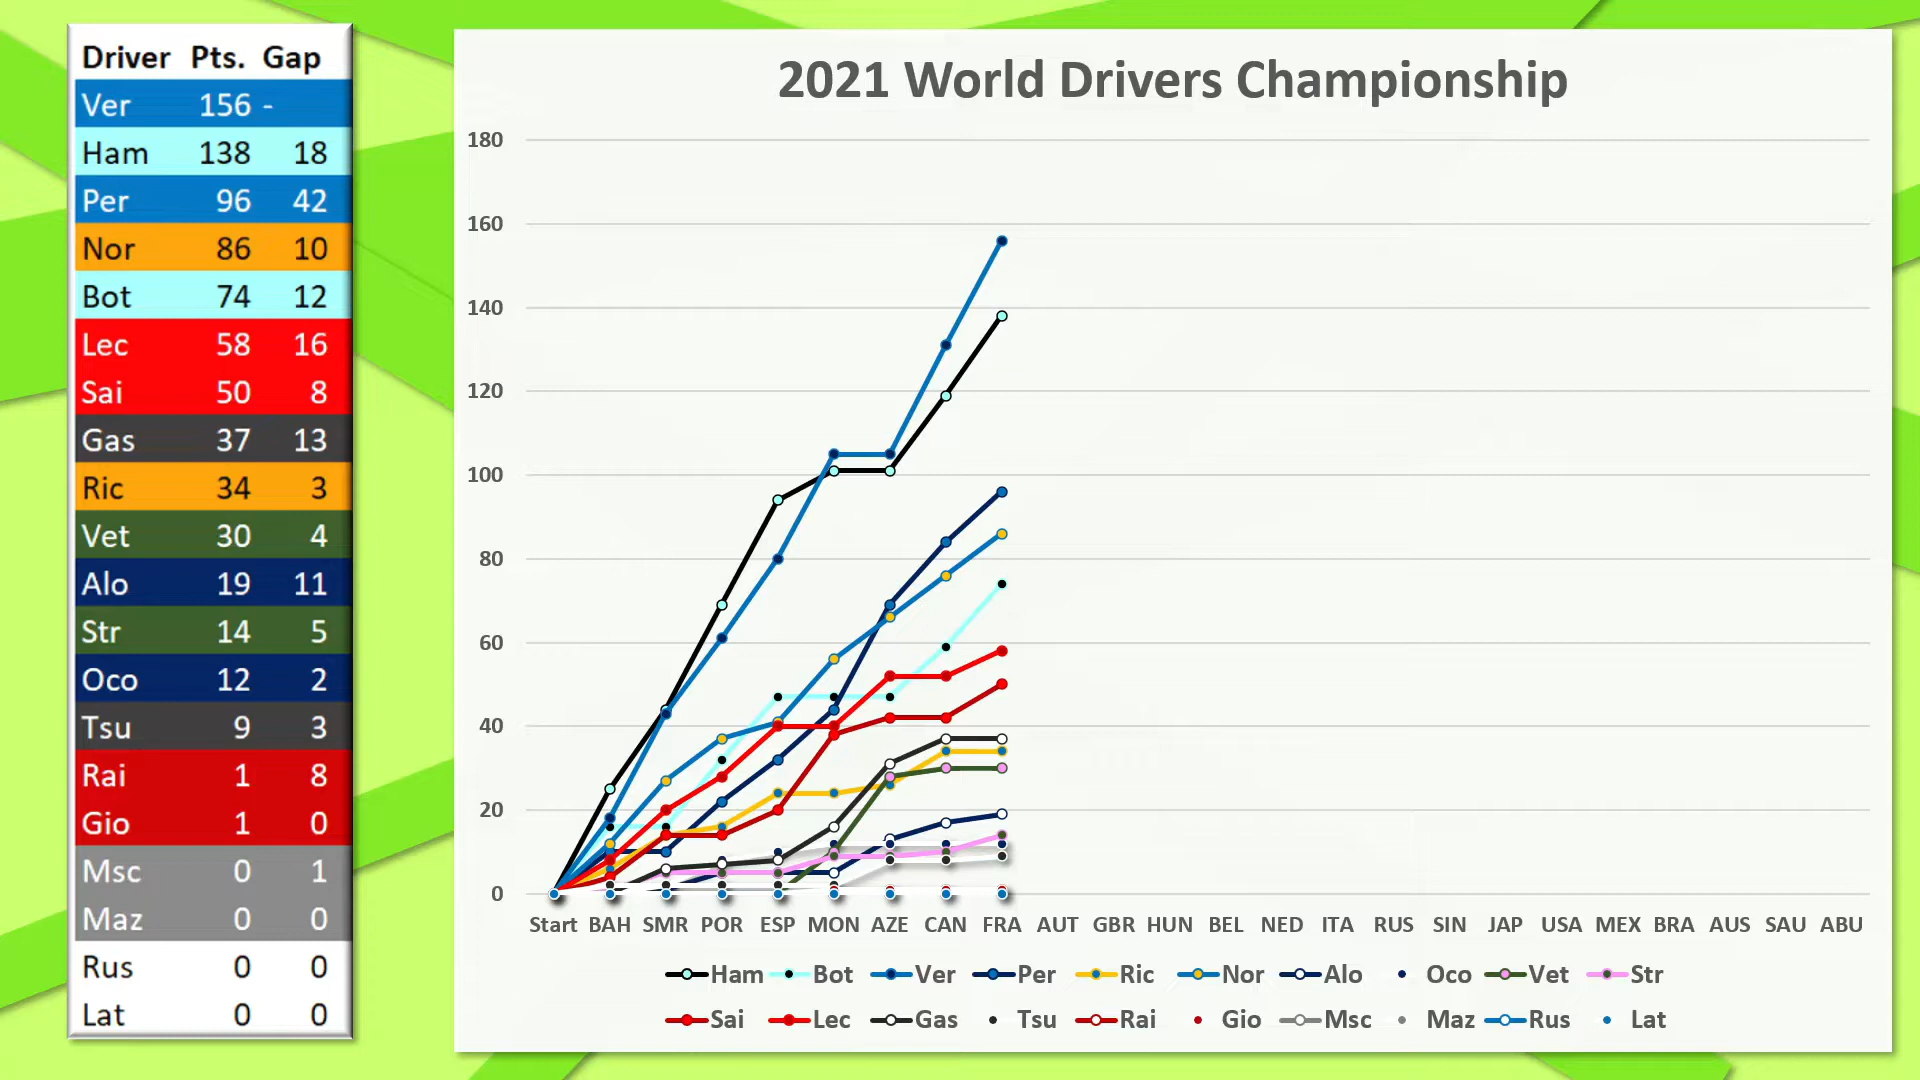 Driver Pts. Gap
Ver 156 -
Ham 138 18
Per 96 42
Nor 86 10
Bot 74 12
Lec 58 16
Sai 50 8
Gas 37 13
Ric 34 3
Vet 30 4
Alo 19 11
Str 14 5
Oco 12 2
Tsu 9 3
Rai 1 8
Gio 1 0
Msc 0 1
Maz 0 0
Rus 0 0
Lat 0 0
2021 World Drivers Championship
180
160
140
120
100
80
60
40
20
0
Start BAH SMR POR ESP MON AZE CAN FRA AUT GBR HUN BEL NED ITA RUS SIN JAP USA MEX BRA AUS SAU ABU
Ham Bot Ver Per Ric Nor Alo Oco Vet Str
Sai Lec Gas Tsu Rai Gio Msc Maz Rus Lat